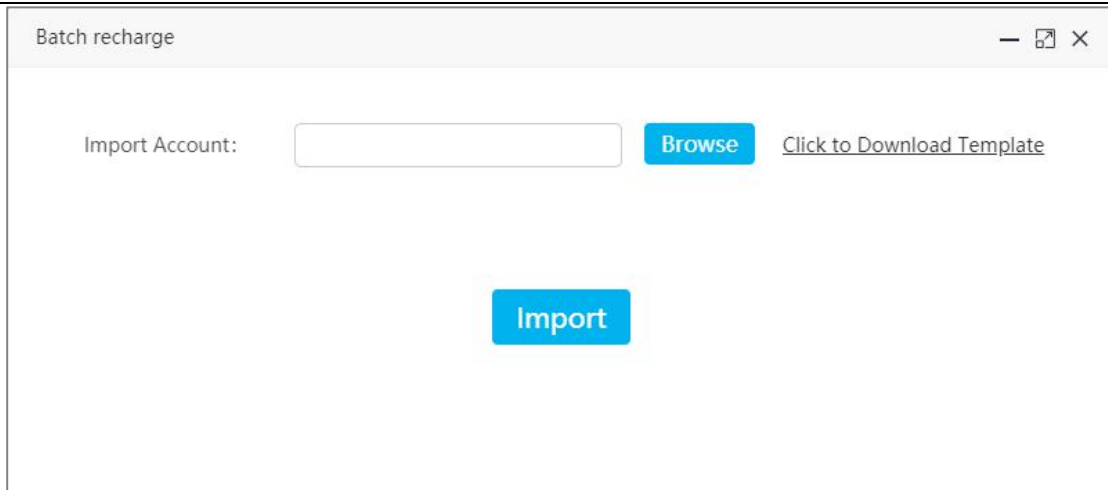 Batch recharge
Import Account: Browse Click to Download Template
Import